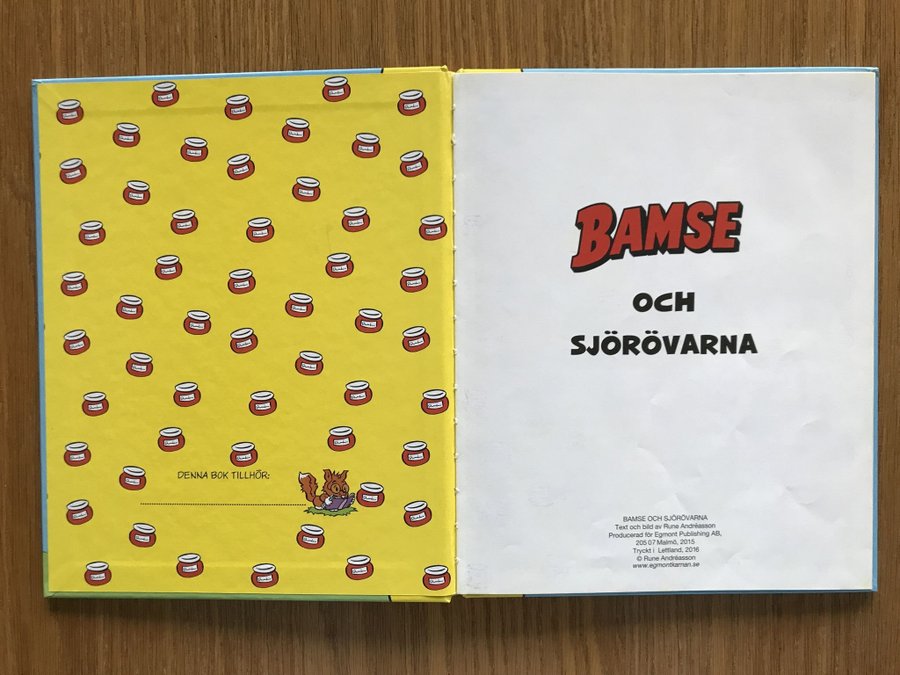 DENNA BOK TILLHÖR:
BAMSE
OCH
SJÖRÖVARNA
BAMSE OCH SJÖRÖVARNA
Text och bild av Rune Andréasson
Producerad för Egmont Publishing AB,
205 07 Malmö, 2015
Tryckt i Lettland, 2016
© Rune Andréasson
www.egmontkarnan.se